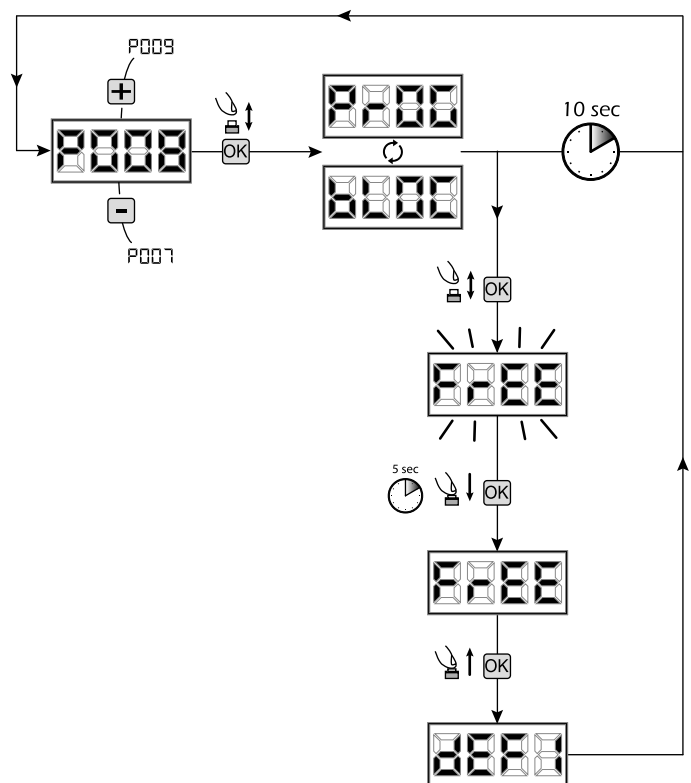 P009
+
10 sec
PrOG
P008
OK
bLOC
-
P007
OK
FrEE
5 sec
OK
FrEE
OK
dEF1